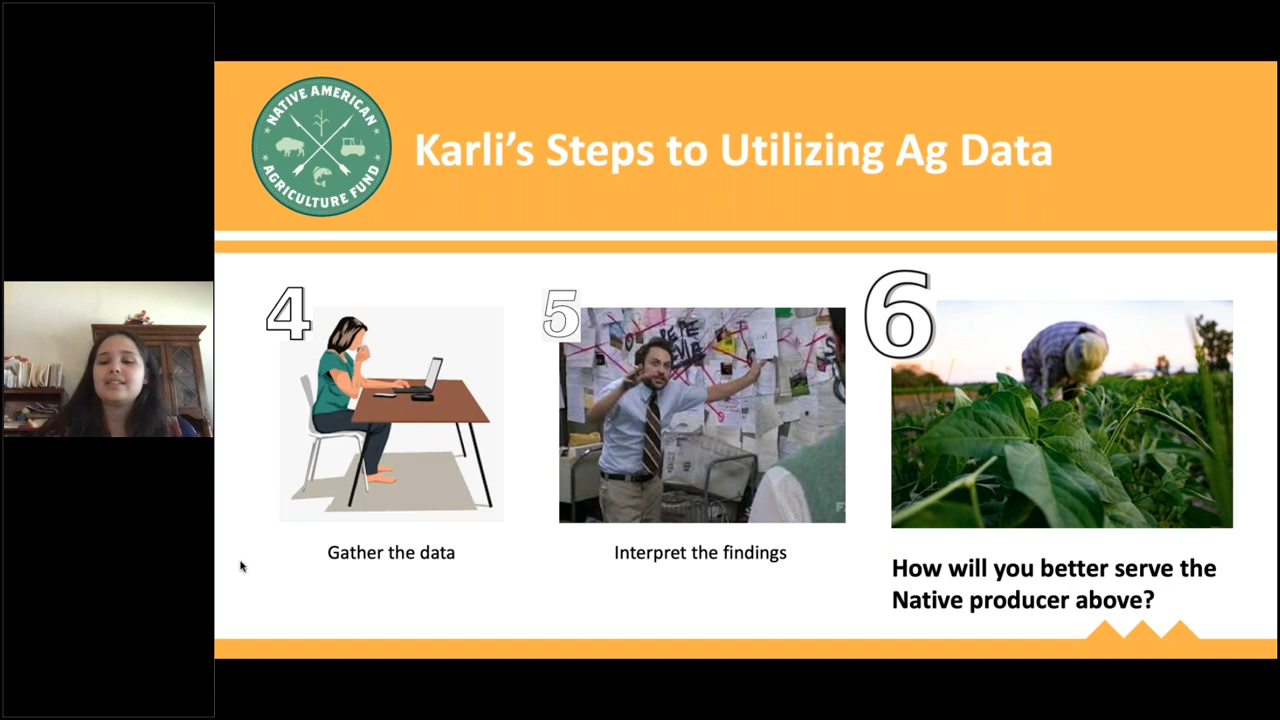 NATIVE AMERICAN
AGRICULTURE FUND
Karli's Steps to Utilizing Ag Data
4
5
6
PEPE
Gather the data
Interpret the findings
How will you better serve the
Native producer above?